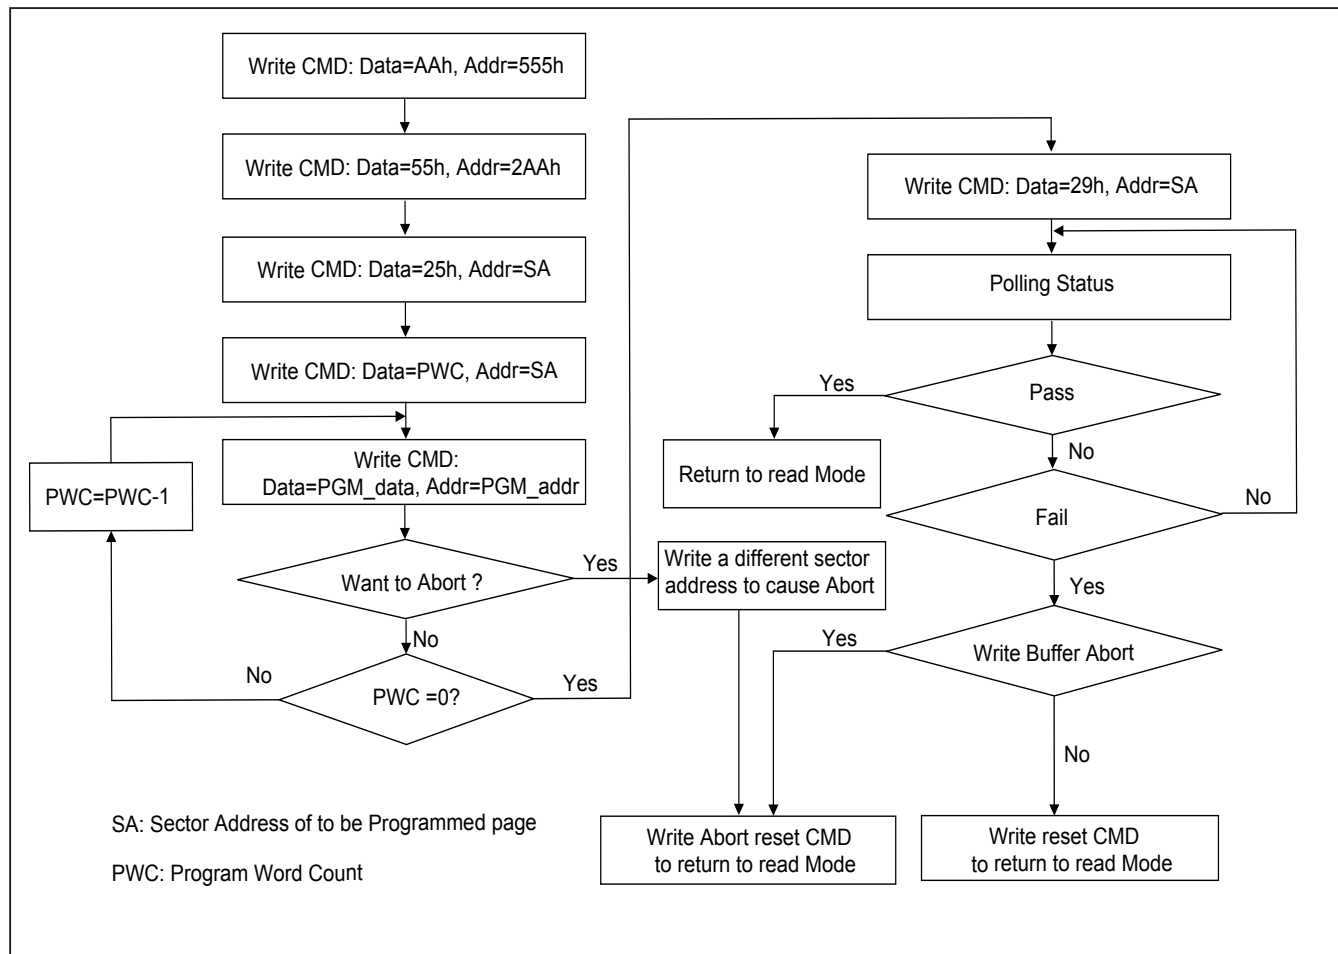 Write CMD: Data=AAh, Addr=555h
Write CMD: Data=55h, Addr=2AAh
Write CMD: Data=25h, Addr=SA
Write CMD: Data=PWC, Addr=SA
Write CMD:
Data=PGM_data, Addr=PGM_addr
PWC=PWC-1
Want to Abort ?
Yes
No
PWC =0?
No
Yes
Write a different sector
address to cause Abort
Write CMD: Data=29h, Addr=SA
Polling Status
Pass
Yes
No
Return to read Mode
Fail
No
Yes
Write Buffer Abort
Yes
No
Write Abort reset CMD
to return to read Mode
Write reset CMD
to return to read Mode
SA: Sector Address of to be Programmed page
PWC: Program Word Count